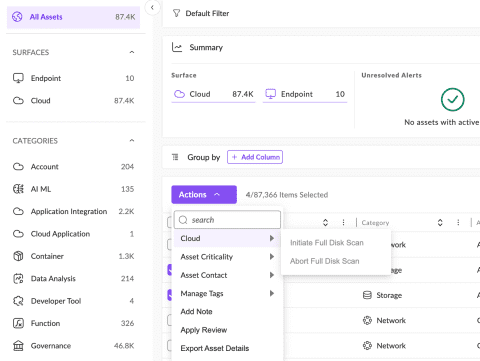 All Assets 87.4K
SURFACES
Endpoint 10
Cloud 87.4K
CATEGORIES
Account 204
AI ML 135
Application Integration 2.2K
Cloud Application 1
Container 1.3K
Data Analysis 214
Developer Tool 4
Function 326
Governance 46.8K
Default Filter
Summary
Surface
Cloud 87.4K Endpoint 10
Unresolved Alerts
No assets with active
Group by + Add Column
Actions 4/87,366 Items Selected
search
Category A
Cloud
Initiate Full Disk Scan
Abort Full Disk Scan
Asset Criticality
Asset Contact
Manage Tags
Add Note
Apply Review
Export Asset Details
work
age
Storage
Network
Network